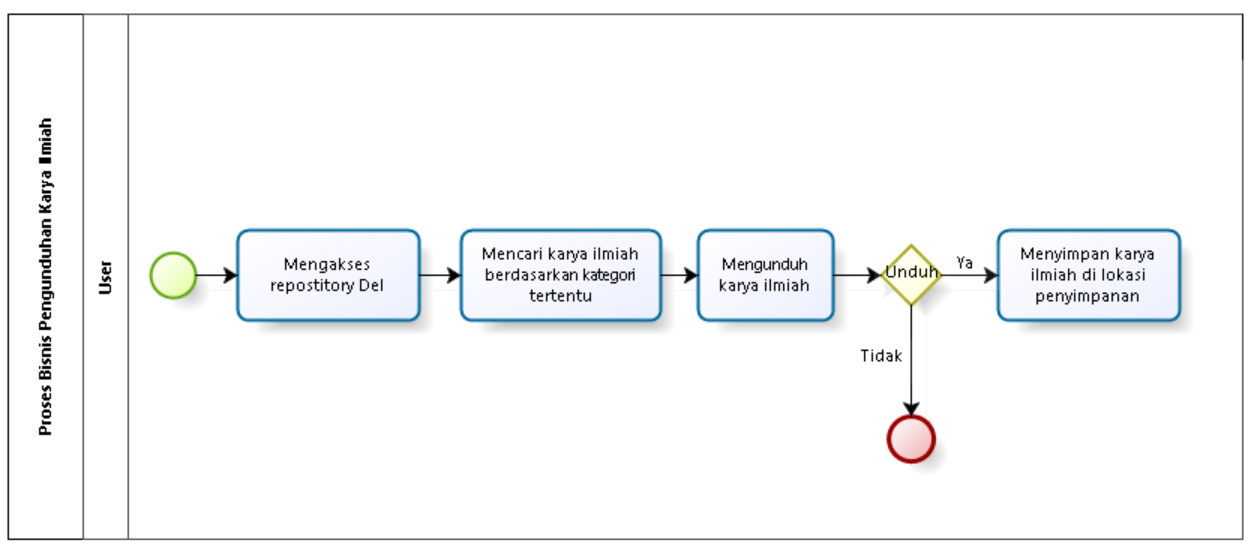 Proses Bisnis Pengunduhan Karya Ilmiah
User
Mengakses
repostitory Del
Mencari karya ilmiah
berdasarkan kategori
tertentu
Mengunduh
karya ilmiah
Unduh
Ya
Menyimpan karya
ilmiah di lokasi
penyimpanan
Tidak